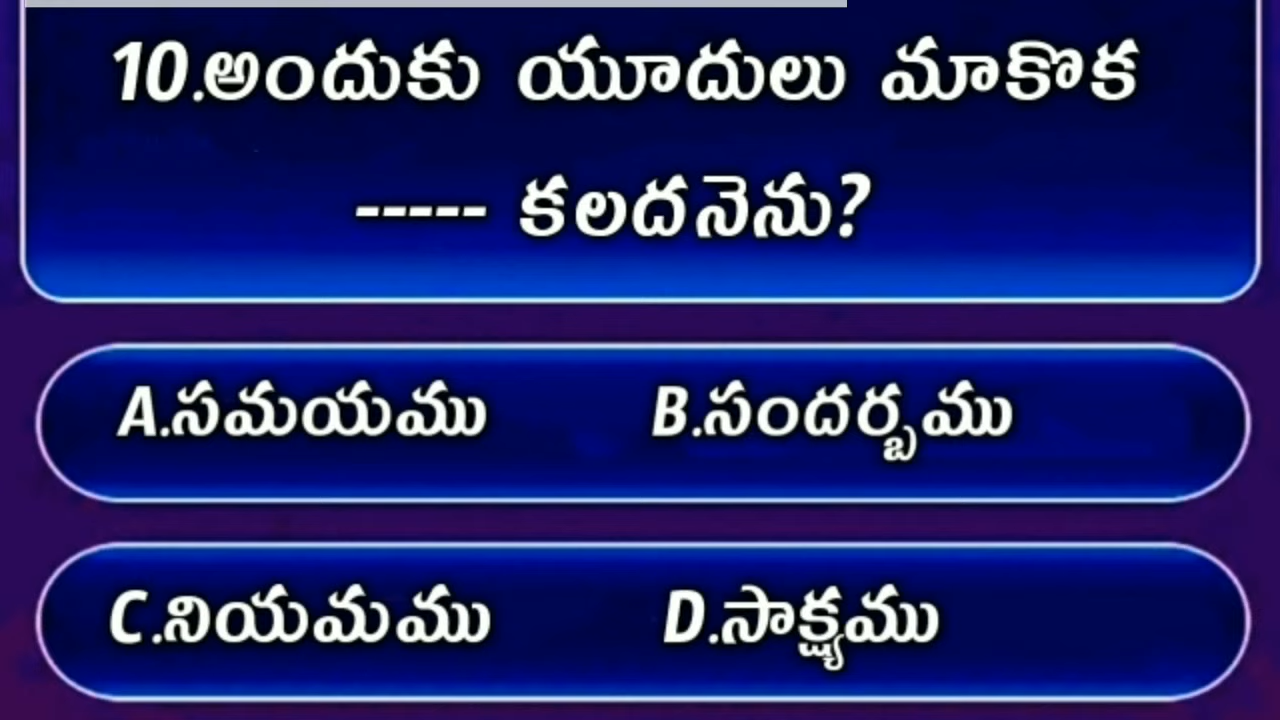 10.అందుకు యూదులు మాకొక
----- కలదనెను?
A.సమయము B.సందర్భము
C.నియమము D.సాక్ష్యము